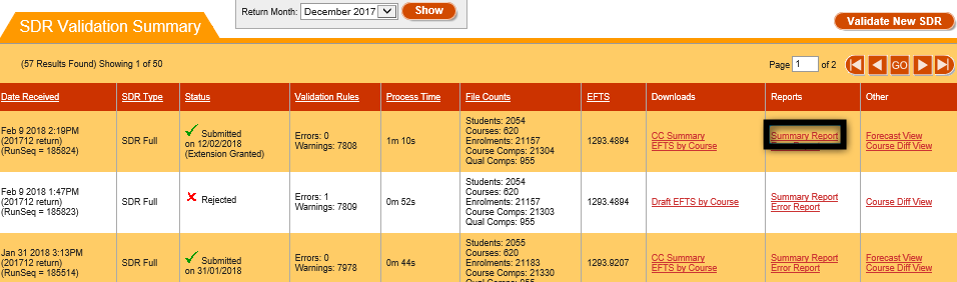 Return Month: December 2017 Show
SDR Validation Summary
Validate New SDR
(57 Results Found) Showing 1 of 50
Page 1 of 2 GO
Date Received SDR Type Status Validation Rules Process Time File Counts EFTS Downloads Reports Other
Feb 9 2018 2:19PM
(201712 return)
(RunSeq = 185824)
SDR Full
Submitted
on 12/02/2018
(Extension Granted)
Errors: 0
Warnings: 7808
1m 10s
Students: 2054
Courses: 620
Enrolments: 21157
Course Comps: 21304
Qual Comps: 955
1293.4894
CC Summary
EFTS by Course
Summary Report
Forecast View
Course Diff View
Feb 9 2018 1:47PM
(201712 return)
(RunSeq = 185823)
SDR Full
Rejected
Errors: 1
Warnings: 7809
0m 52s
Students: 2054
Courses: 620
Enrolments: 21157
Course Comps: 21303
Qual Comps: 955
1293.4894
Draft EFTS by Course
Summary Report
Error Report
Course Diff View
Jan 31 2018 3:13PM
(201712 return)
(RunSeq = 185514)
SDR Full
Submitted
on 31/01/2018
Errors: 0
Warnings: 7978
0m 44s
Students: 2055
Courses: 620
Enrolments: 21183
Course Comps: 21330
Qual Comps: 955
1293.9207
CC Summary
EFTS by Course
Summary Report
Error Report
Forecast View
Course Diff View